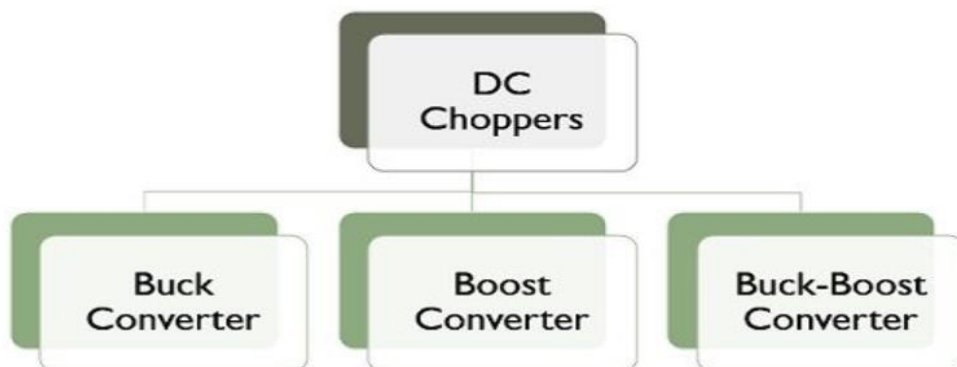 DC
Choppers
Buck
Converter
Boost
Converter
Buck-Boost
Converter